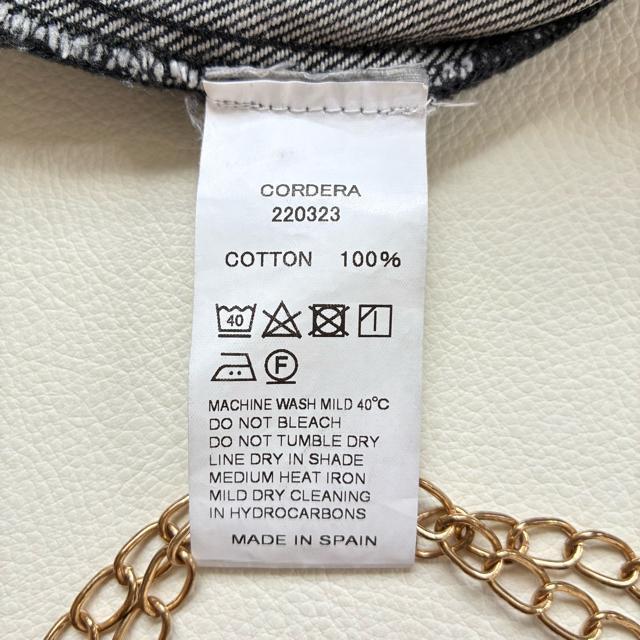 CORDERA
220323
COTTON 100%
40
F
MACHINE WASH MILD 40°C
DO NOT BLEACH
DO NOT TUMBLE DRY
LINE DRY IN SHADE
MEDIUM HEAT IRON
MILD DRY CLEANING
IN HYDROCARBONS
MADE IN SPAIN